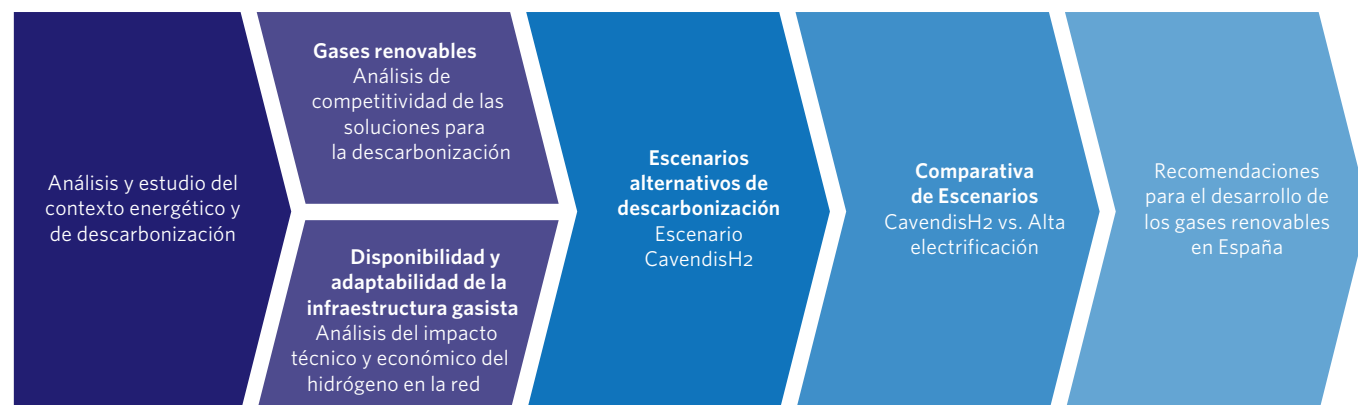 Análisis y estudio del
contexto energético y
de descarbonización
Gases renovables
Análisis de
competitividad de las
soluciones para
la descarbonización
Disponibilidad y
adaptabilidad de la
infraestructura gasista
Análisis del impacto
técnico y económico del
hidrógeno en la red
Escenarios
alternativos de
descarbonización
Escenario
CavendisH2
Comparativa
de Escenarios
CavendisH2 vs. Alta
electrificación
Recomendaciones
para el desarrollo de
los gases renovables
en España